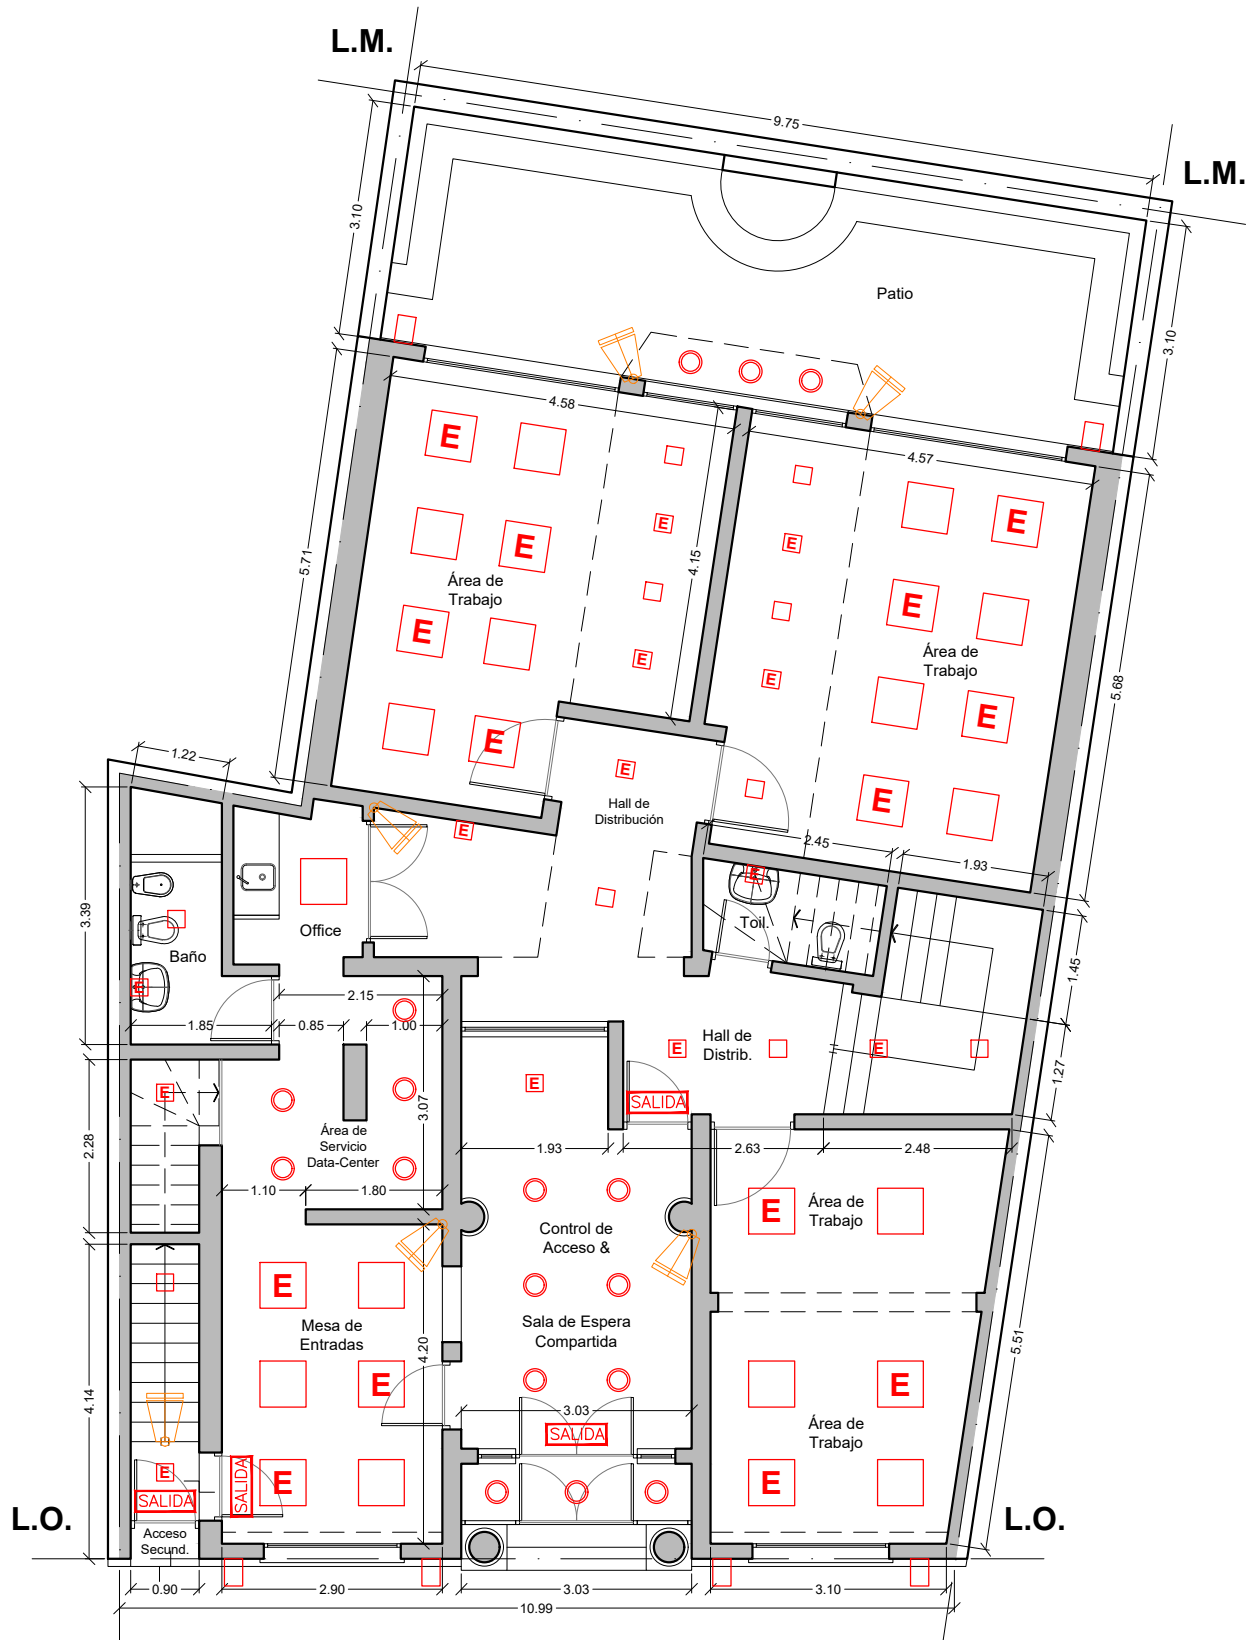 L.M.
9.75
L.M.
3.10
Patio
3.10
4.58
4.57
E
E
E
E
5.71
4.15
E
E
Área de
Trabajo
E
E
E
Área de
Trabajo
E
E
5.68
E
E
1.22
E
Hall de
Distribución
E
E
2.45
1.93
E
3.39
Office
Toil.
Baño
1.45
E
2.15
1.85
0.85
1.00
Hall de
Distrib.
E
E
1.27
E
E
SALIDA
3.07
2.28
Área de
Servicio
Data-Center
1.93
2.63
2.48
1.10
1.80
E
Área de
Trabajo
Control de
Acceso &
E
Mesa de
Entradas
Sala de Espera
Compartida
4.20
5.51
E
E
4.14
3.03
SALIDA
Área de
Trabajo
E
E
E
SALIDA
SALIDA
L.O.
L.O.
Acceso
Secund.
0.90
2.90
3.03
3.10
10.99